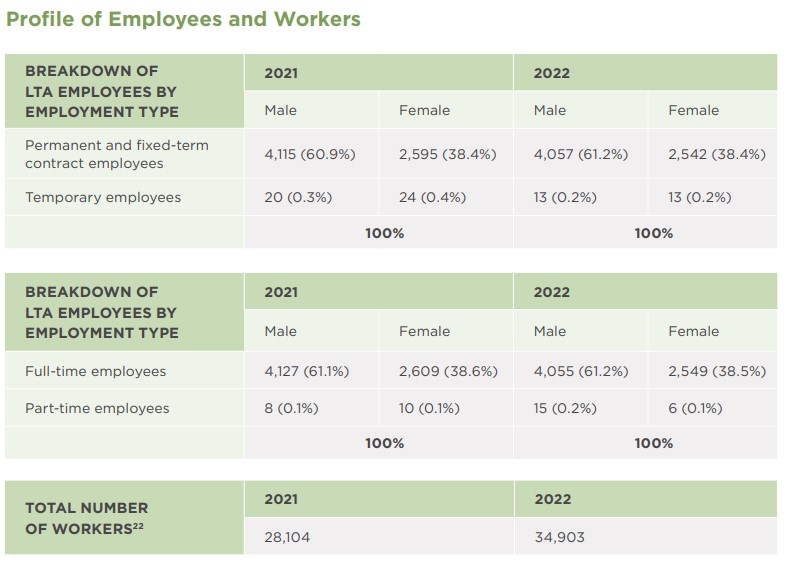 Profile of Employees and Workers
BREAKDOWN OF
LTA EMPLOYEES BY
EMPLOYMENT TYPE
2021
2022
Male
Female
Male
Female
Permanent and fixed-term
contract employees
4,115 (60.9%)
2,595 (38.4%)
4,057 (61.2%)
2,542 (38.4%)
Temporary employees
20 (0.3%)
24 (0.4%)
13 (0.2%)
13 (0.2%)
100%
100%
BREAKDOWN OF
LTA EMPLOYEES BY
EMPLOYMENT TYPE
2021
2022
Male
Female
Male
Female
Full-time employees
4,127 (61.1%)
2,609 (38.6%)
4,055 (61.2%)
2,549 (38.5%)
Part-time employees
8 (0.1%)
10 (0.1%)
15 (0.2%)
6 (0.1%)
100%
100%
TOTAL NUMBER
OF WORKERS²²
2021
2022
28,104
34,903